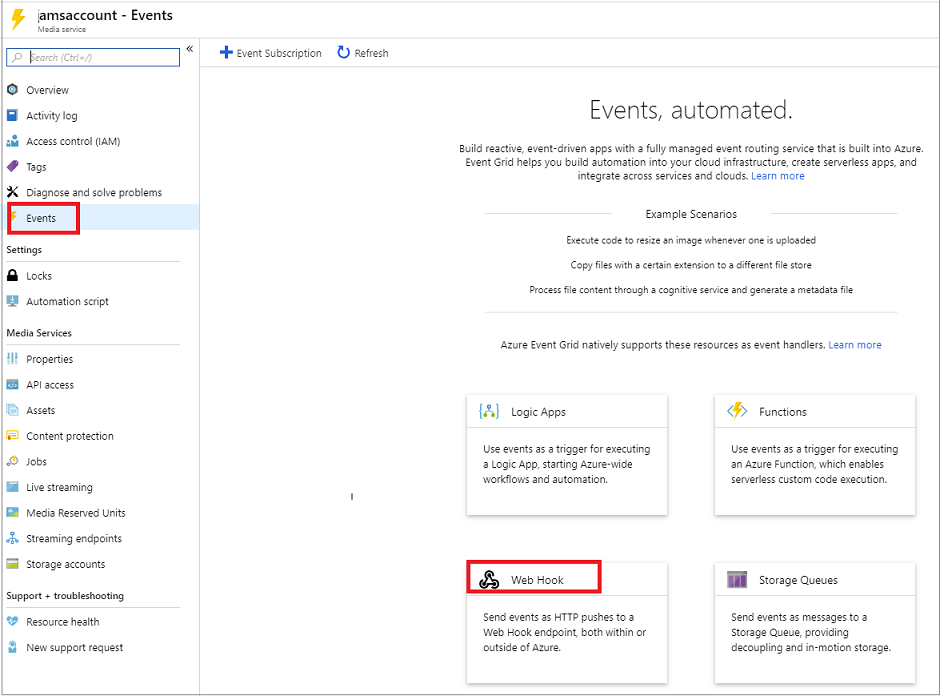 jamsaccount - Events
Media service
Search (Ctrl+/)
«
Overview
Activity log
Access control (IAM)
Tags
Diagnose and solve problems
Events
Settings
Locks
Automation script
Media Services
Properties
API access
Assets
Content protection
Jobs
Live streaming
Media Reserved Units
Streaming endpoints
Storage accounts
Support + troubleshooting
Resource health
New support request
Event Subscription
Refresh
Events, automated.
Build reactive, event-driven apps with a fully managed event routing service that is built into Azure.
Event Grid helps you build automation into your cloud infrastructure, create serverless apps, and
integrate across services and clouds. Learn more
Example Scenarios
Execute code to resize an image whenever one is uploaded
Copy files with a certain extension to a different file store
Process file content through a cognitive service and generate a metadata file
Azure Event Grid natively supports these resources as event handlers. Learn more
Logic Apps
Use events as a trigger for executing
a Logic App, starting Azure-wide
workflows and automation.
Functions
Use events as a trigger for executing
an Azure Function, which enables
serverless custom code execution.
Web Hook
Send events as HTTP pushes to a
Web Hook endpoint, both within or
outside of Azure.
Storage Queues
Send events as messages to a
Storage Queue, providing
decoupling and in-motion storage.